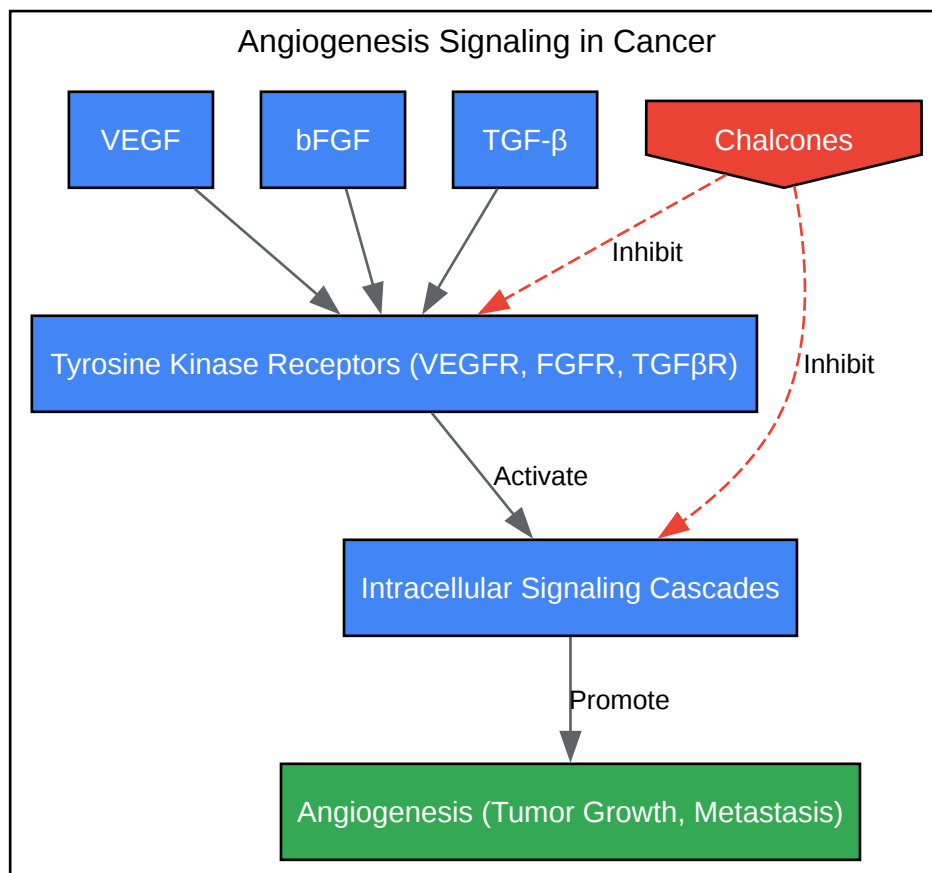 Angiogenesis Signaling in Cancer
VEGF
bFGF
TGF-β
Chalcones
Inhibit
Tyrosine Kinase Receptors (VEGFR, FGFR, TGFβR)
Inhibit
Activate
Intracellular Signaling Cascades
Promote
Angiogenesis (Tumor Growth, Metastasis)